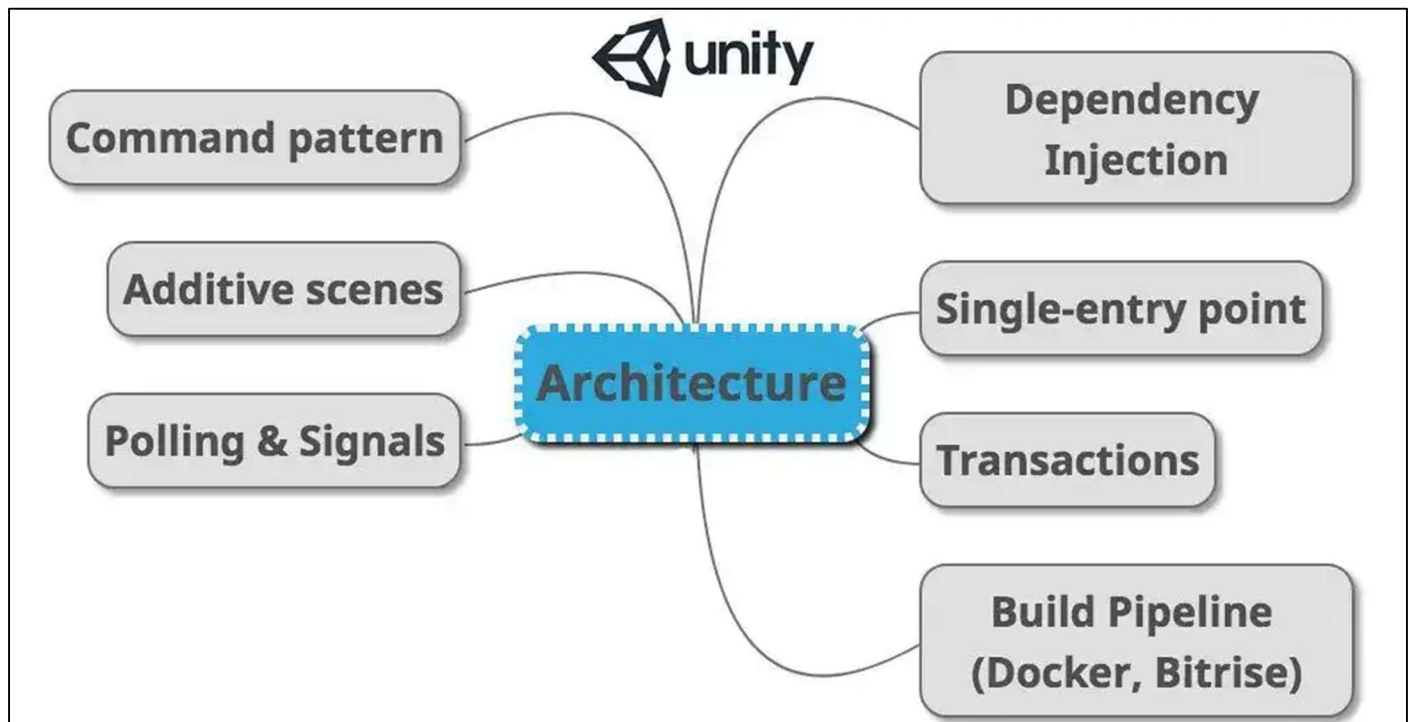 unity
Command pattern
Additive scenes
Polling & Signals
Architecture
Dependency
Injection
Single-entry point
Transactions
Build Pipeline
(Docker, Bitrise)